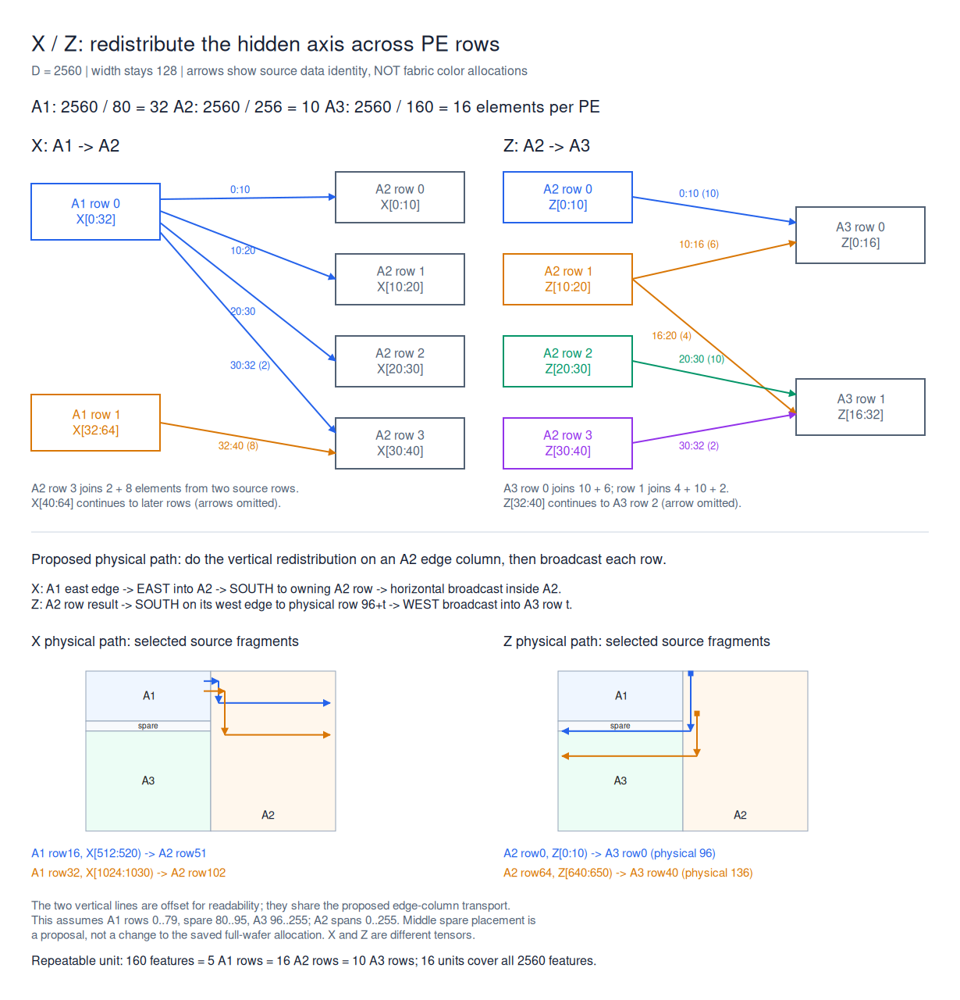 X / Z: redistribute the hidden axis across PE rows
D = 2560 | width stays 128 | arrows show source data identity, NOT fabric color allocations
A1: 2560 / 80 = 32 A2: 2560 / 256 = 10 A3: 2560 / 160 = 16 elements per PE
X: A1 -> A2
A1 row 0
X[0:32]
0:10
10:20
20:30
30:32 (2)
A1 row 1
X[32:64]
32:40 (8)
A2 row 0
X[0:10]
A2 row 1
X[10:20]
A2 row 2
X[20:30]
A2 row 3
X[30:40]
A2 row 3 joins 2 + 8 elements from two source rows.
X[40:64] continues to later rows (arrows omitted).
Z: A2 -> A3
A2 row 0
Z[0:10]
A2 row 1
Z[10:20]
A2 row 2
Z[20:30]
A2 row 3
Z[30:40]
0:10 (10)
10:16 (6)
16:20 (4)
20:30 (10)
30:32 (2)
A3 row 0
Z[0:16]
A3 row 1
Z[16:32]
A3 row 0 joins 10 + 6; row 1 joins 4 + 10 + 2.
Z[32:40] continues to A3 row 2 (arrow omitted).
Proposed physical path: do the vertical redistribution on an A2 edge column, then broadcast each row.
X: A1 east edge -> EAST into A2 -> SOUTH to owning A2 row -> horizontal broadcast inside A2.
Z: A2 row result -> SOUTH on its west edge to physical row 96+t -> WEST broadcast into A3 row t.
X physical path: selected source fragments
A1
spare
A3
A2
A1 row16, X[512:520) -> A2 row51
A1 row32, X[1024:1030) -> A2 row102
Z physical path: selected source fragments
A1
spare
A3
A2
A2 row0, Z[0:10) -> A3 row0 (physical 96)
A2 row64, Z[640:650) -> A3 row40 (physical 136)
The two vertical lines are offset for readability; they share the proposed edge-column transport.
This assumes A1 rows 0..79, spare 80..95, A3 96..255; A2 spans 0..255. Middle spare placement is
a proposal, not a change to the saved full-wafer allocation. X and Z are different tensors.
Repeatable unit: 160 features = 5 A1 rows = 16 A2 rows = 10 A3 rows; 16 units cover all 2560 features.